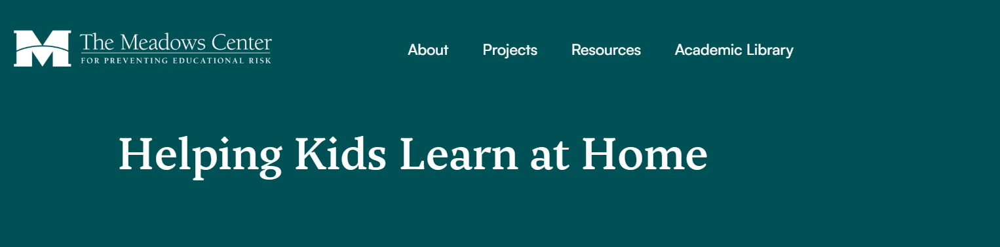 The Meadows Center
FOR PREVENTING EDUCATIONAL RISK
About Projects Resources Academic Library
Helping Kids Learn at Home